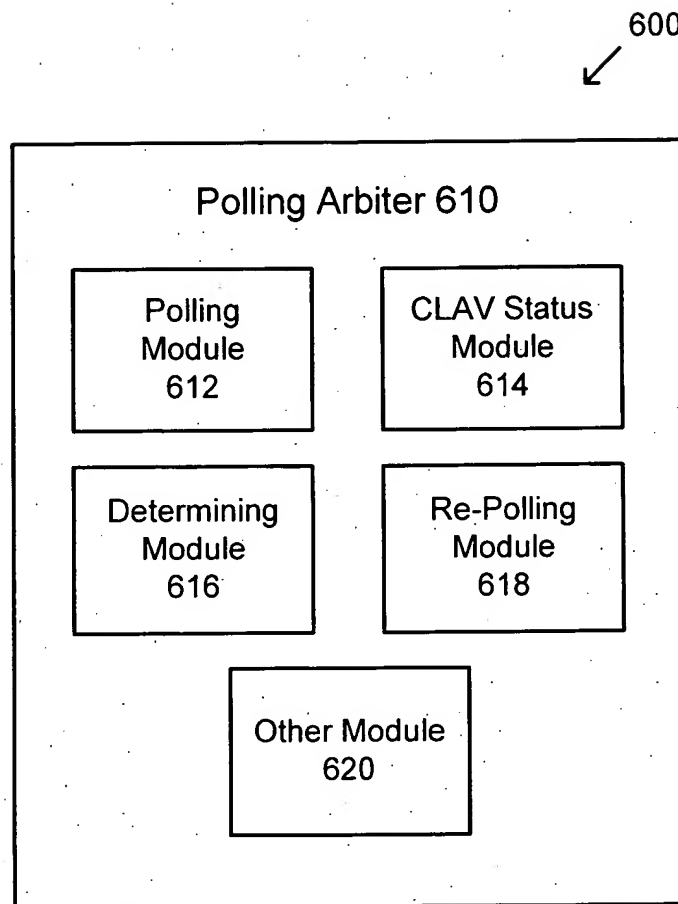 600
Polling Arbiter 610
Polling
Module
612
CLAV Status
Module
614
Determining
Module
616
Re-Polling
Module
618
Other Module
620